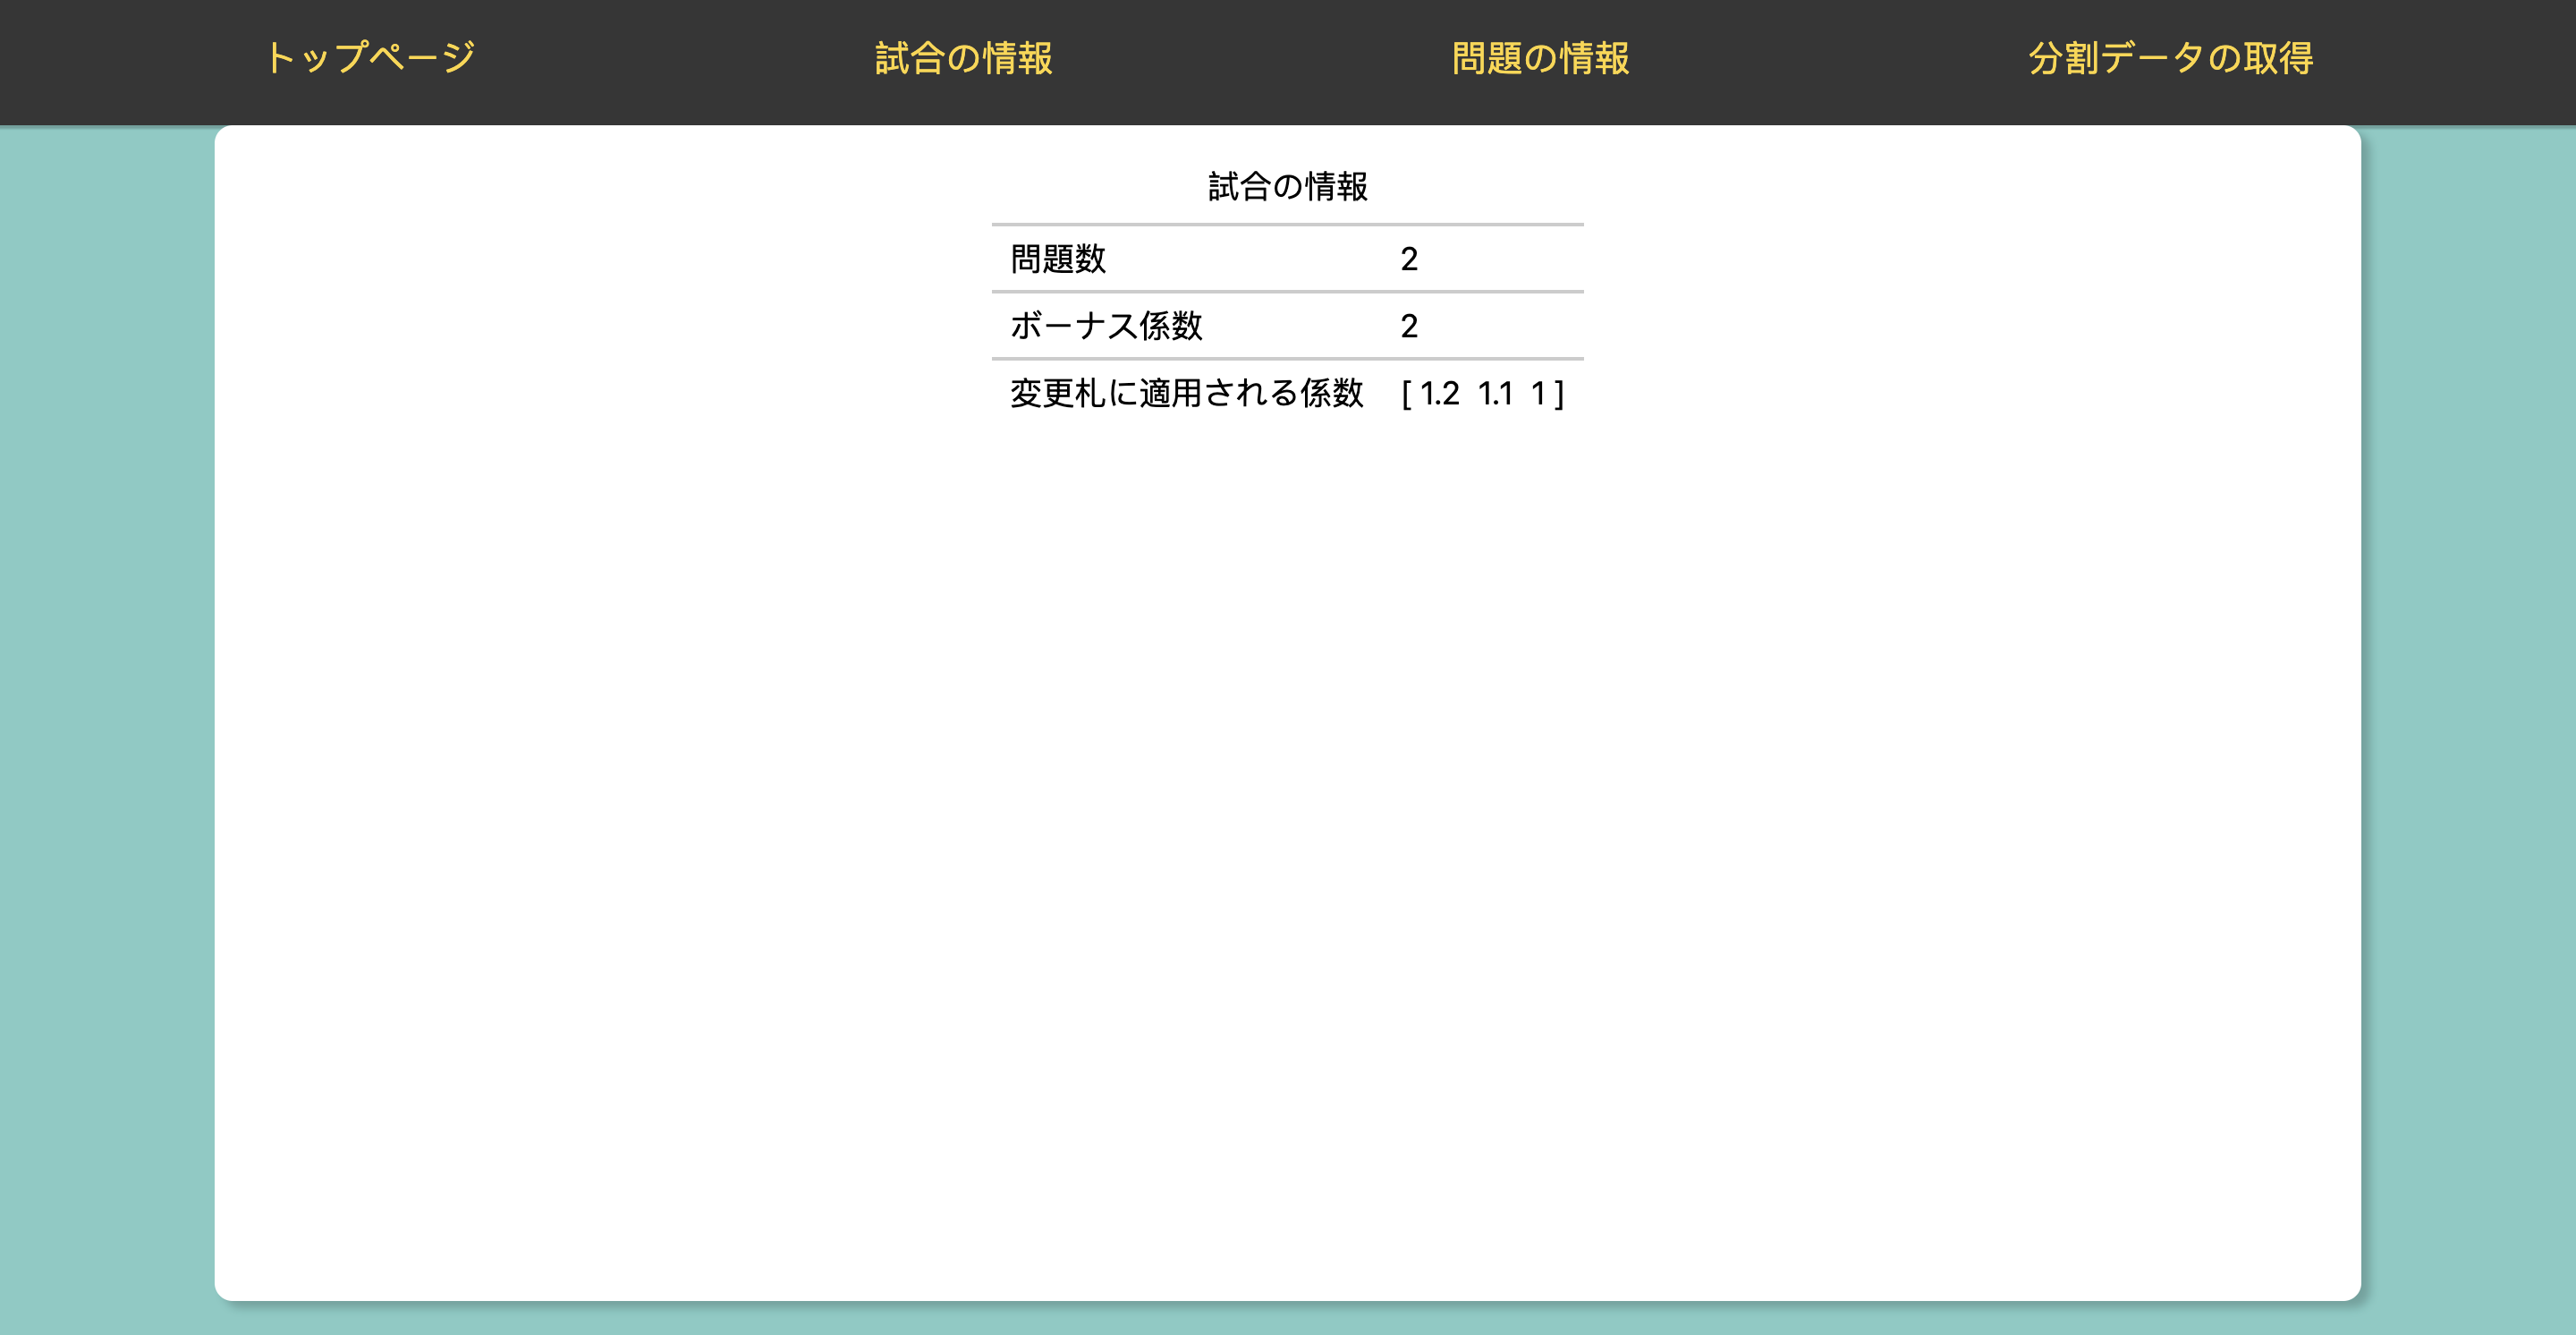 トップページ 試合の情報 問題の情報 分割データの取得
試合の情報
問題数 2
ボーナス係数 2
変更札に適用される係数 [ 1.2 1.1 1 ]